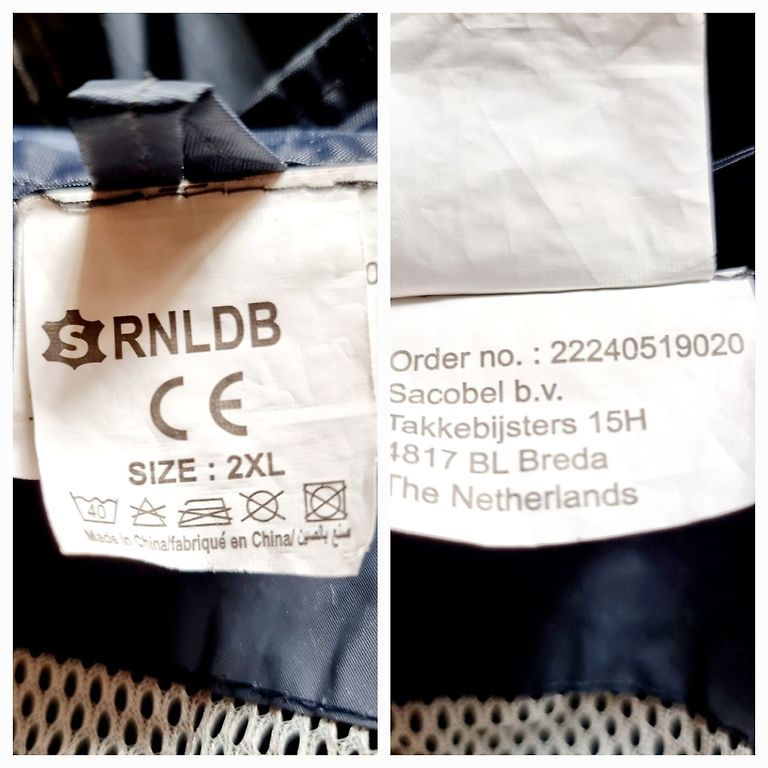 S RNLDB
CE
SIZE : 2XL
40
Made in China/fabriqué en China/ صنع بالصين
Order no. : 22240519020
Sacobel b.v.
Takkebijsters 15H
4817 BL Breda
The Netherlands